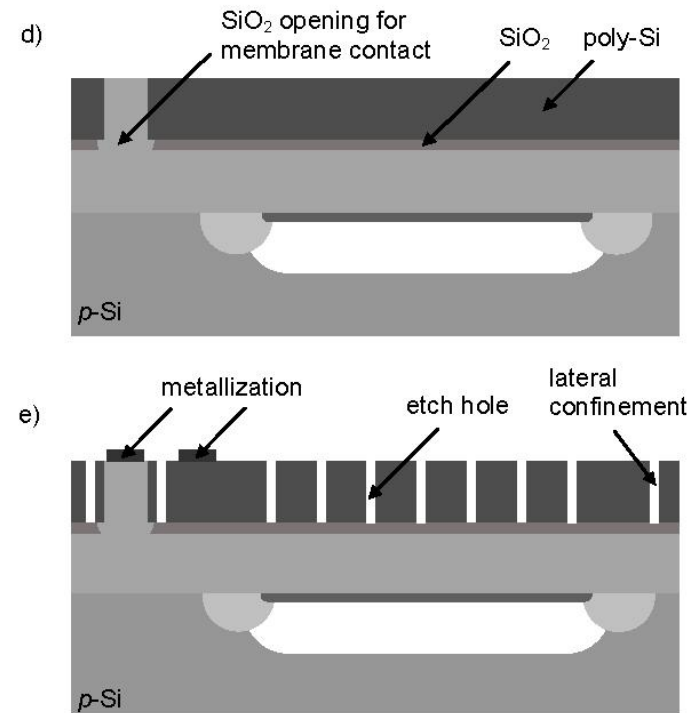 d)
SiO₂ opening for
membrane contact
SiO₂
poly-Si
p-Si
e)
metallization
etch hole
lateral
confinement
p-Si